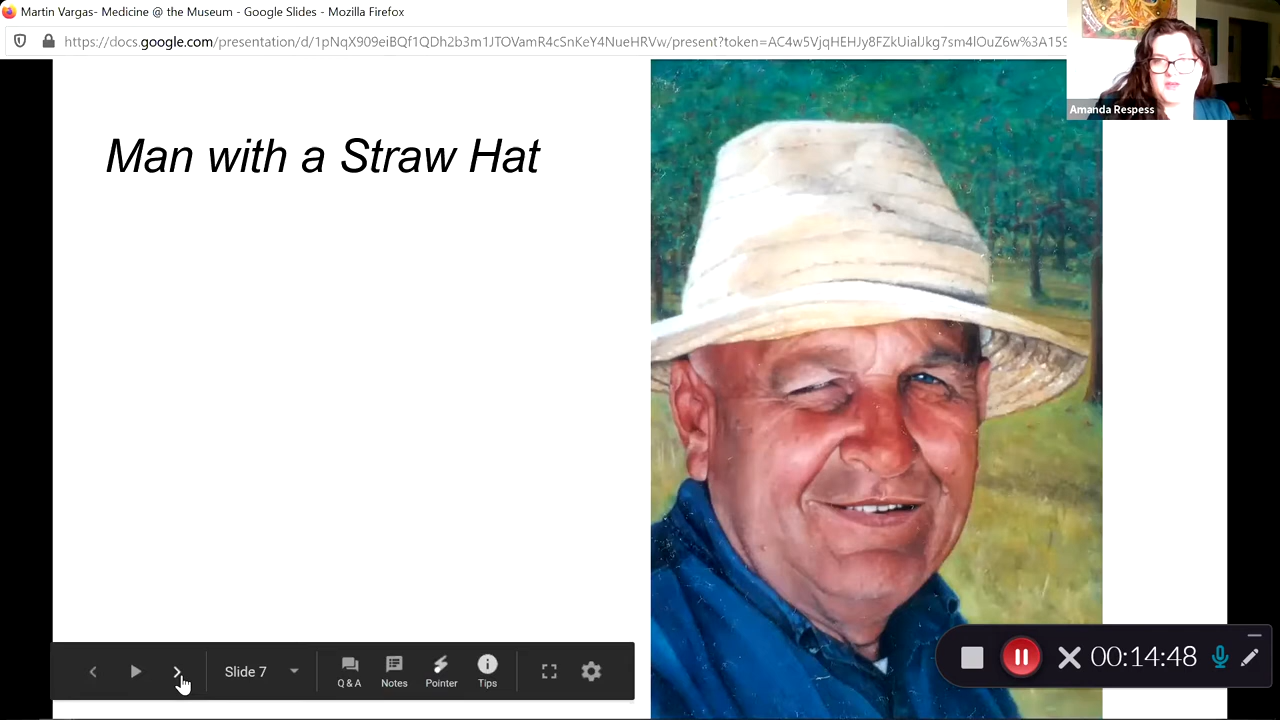 Martin Vargas- Medicine @ the Museum - Google Slides - Mozilla Firefox
https://docs.google.com/presentation/d/1pNqX909eiBQf1QDh2b3m1JTOVamR4cSnKeY4NueHRVw/present?token=AC4w5VjqHEHJy8FZkUialJkg7sm4lOuZ6w%3A159
Amanda Respess
Man with a Straw Hat
Slide 7
Q & A
Notes
Pointer
Tips
00:14:48